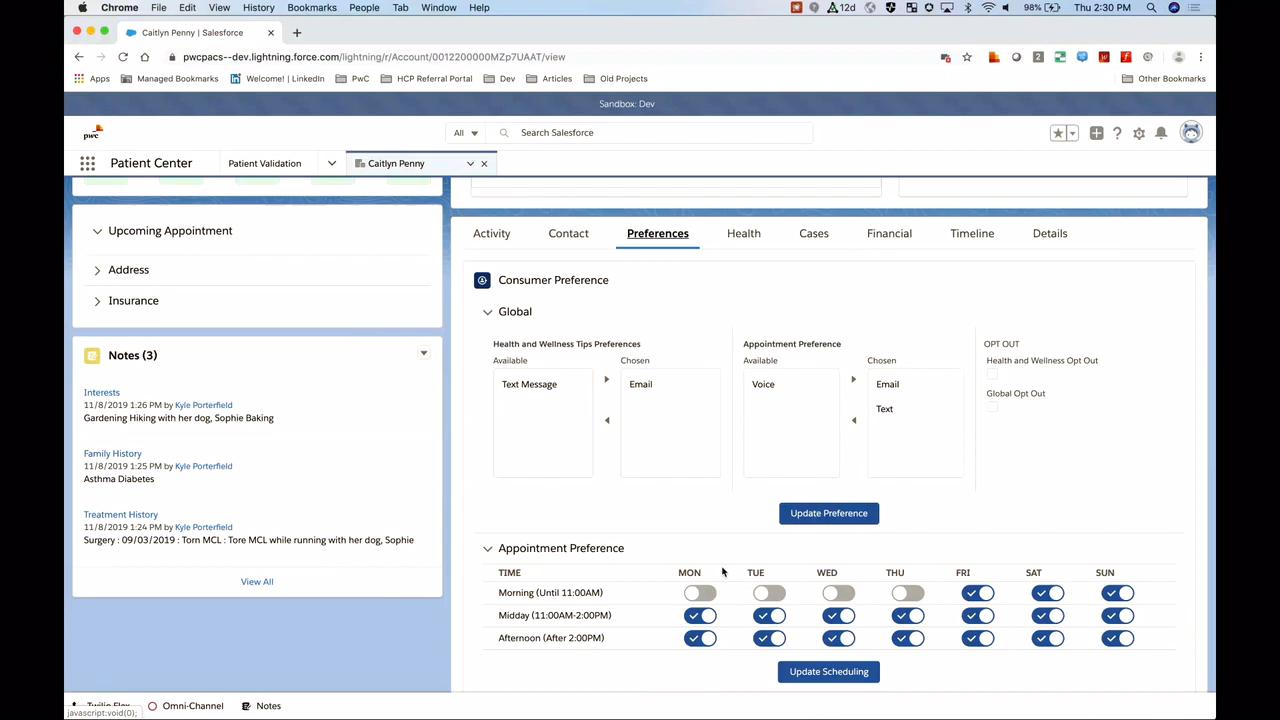 Chrome File Edit View History Bookmarks People Tab Window Help 12d 98% Thu 2:30 PM
Caitlyn Penny | Salesforce
pwcpacs--dev.lightning.force.com/lightning/r/Account/0012200000MZp7UAAT/view
Apps Managed Bookmarks Welcome! | LinkedIn PwC HCP Referral Portal Dev Articles Old Projects Other Bookmarks
Sandbox: Dev
pwc All Search Salesforce
Patient Center Patient Validation Caitlyn Penny
Upcoming Appointment
Address
Insurance
Notes (3)
Interests
11/8/2019 1:26 PM by Kyle Porterfield
Gardening Hiking with her dog, Sophie Baking
Family History
11/8/2019 1:25 PM by Kyle Porterfield
Asthma Diabetes
Treatment History
11/8/2019 1:24 PM by Kyle Porterfield
Surgery : 09/03/2019 : Torn MCL : Tore MCL while running with her dog, Sophie
View All
Activity Contact Preferences Health Cases Financial Timeline Details
Consumer Preference
Global
Health and Wellness Tips Preferences
Available Chosen
Text Message Email
Appointment Preference
Available Chosen
Voice Email
Text
OPT OUT
Health and Wellness Opt Out
Global Opt Out
Update Preference
Appointment Preference
TIME MON TUE WED THU FRI SAT SUN
Morning (Until 11:00AM)
Midday (11:00AM-2:00PM)
Afternoon (After 2:00PM)
Update Scheduling
Twilio Flex Omni-Channel Notes
javascript:void(0);